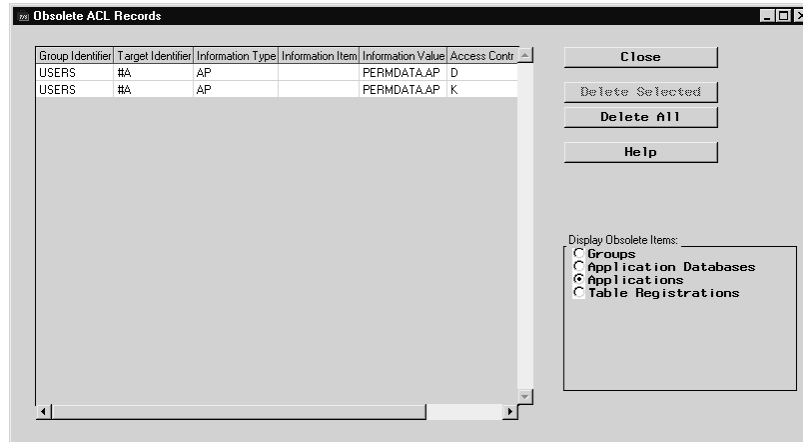 Obsolete ACL Records
Group Identifier Target Identifier Information Type Information Item Information Value Access Contr
USERS #A AP PERMDATA.AP D
USERS #A AP PERMDATA.AP K
Close
Delete Selected
Delete All
Help
Display Obsolete Items:
Groups
Application Databases
Applications
Table Registrations